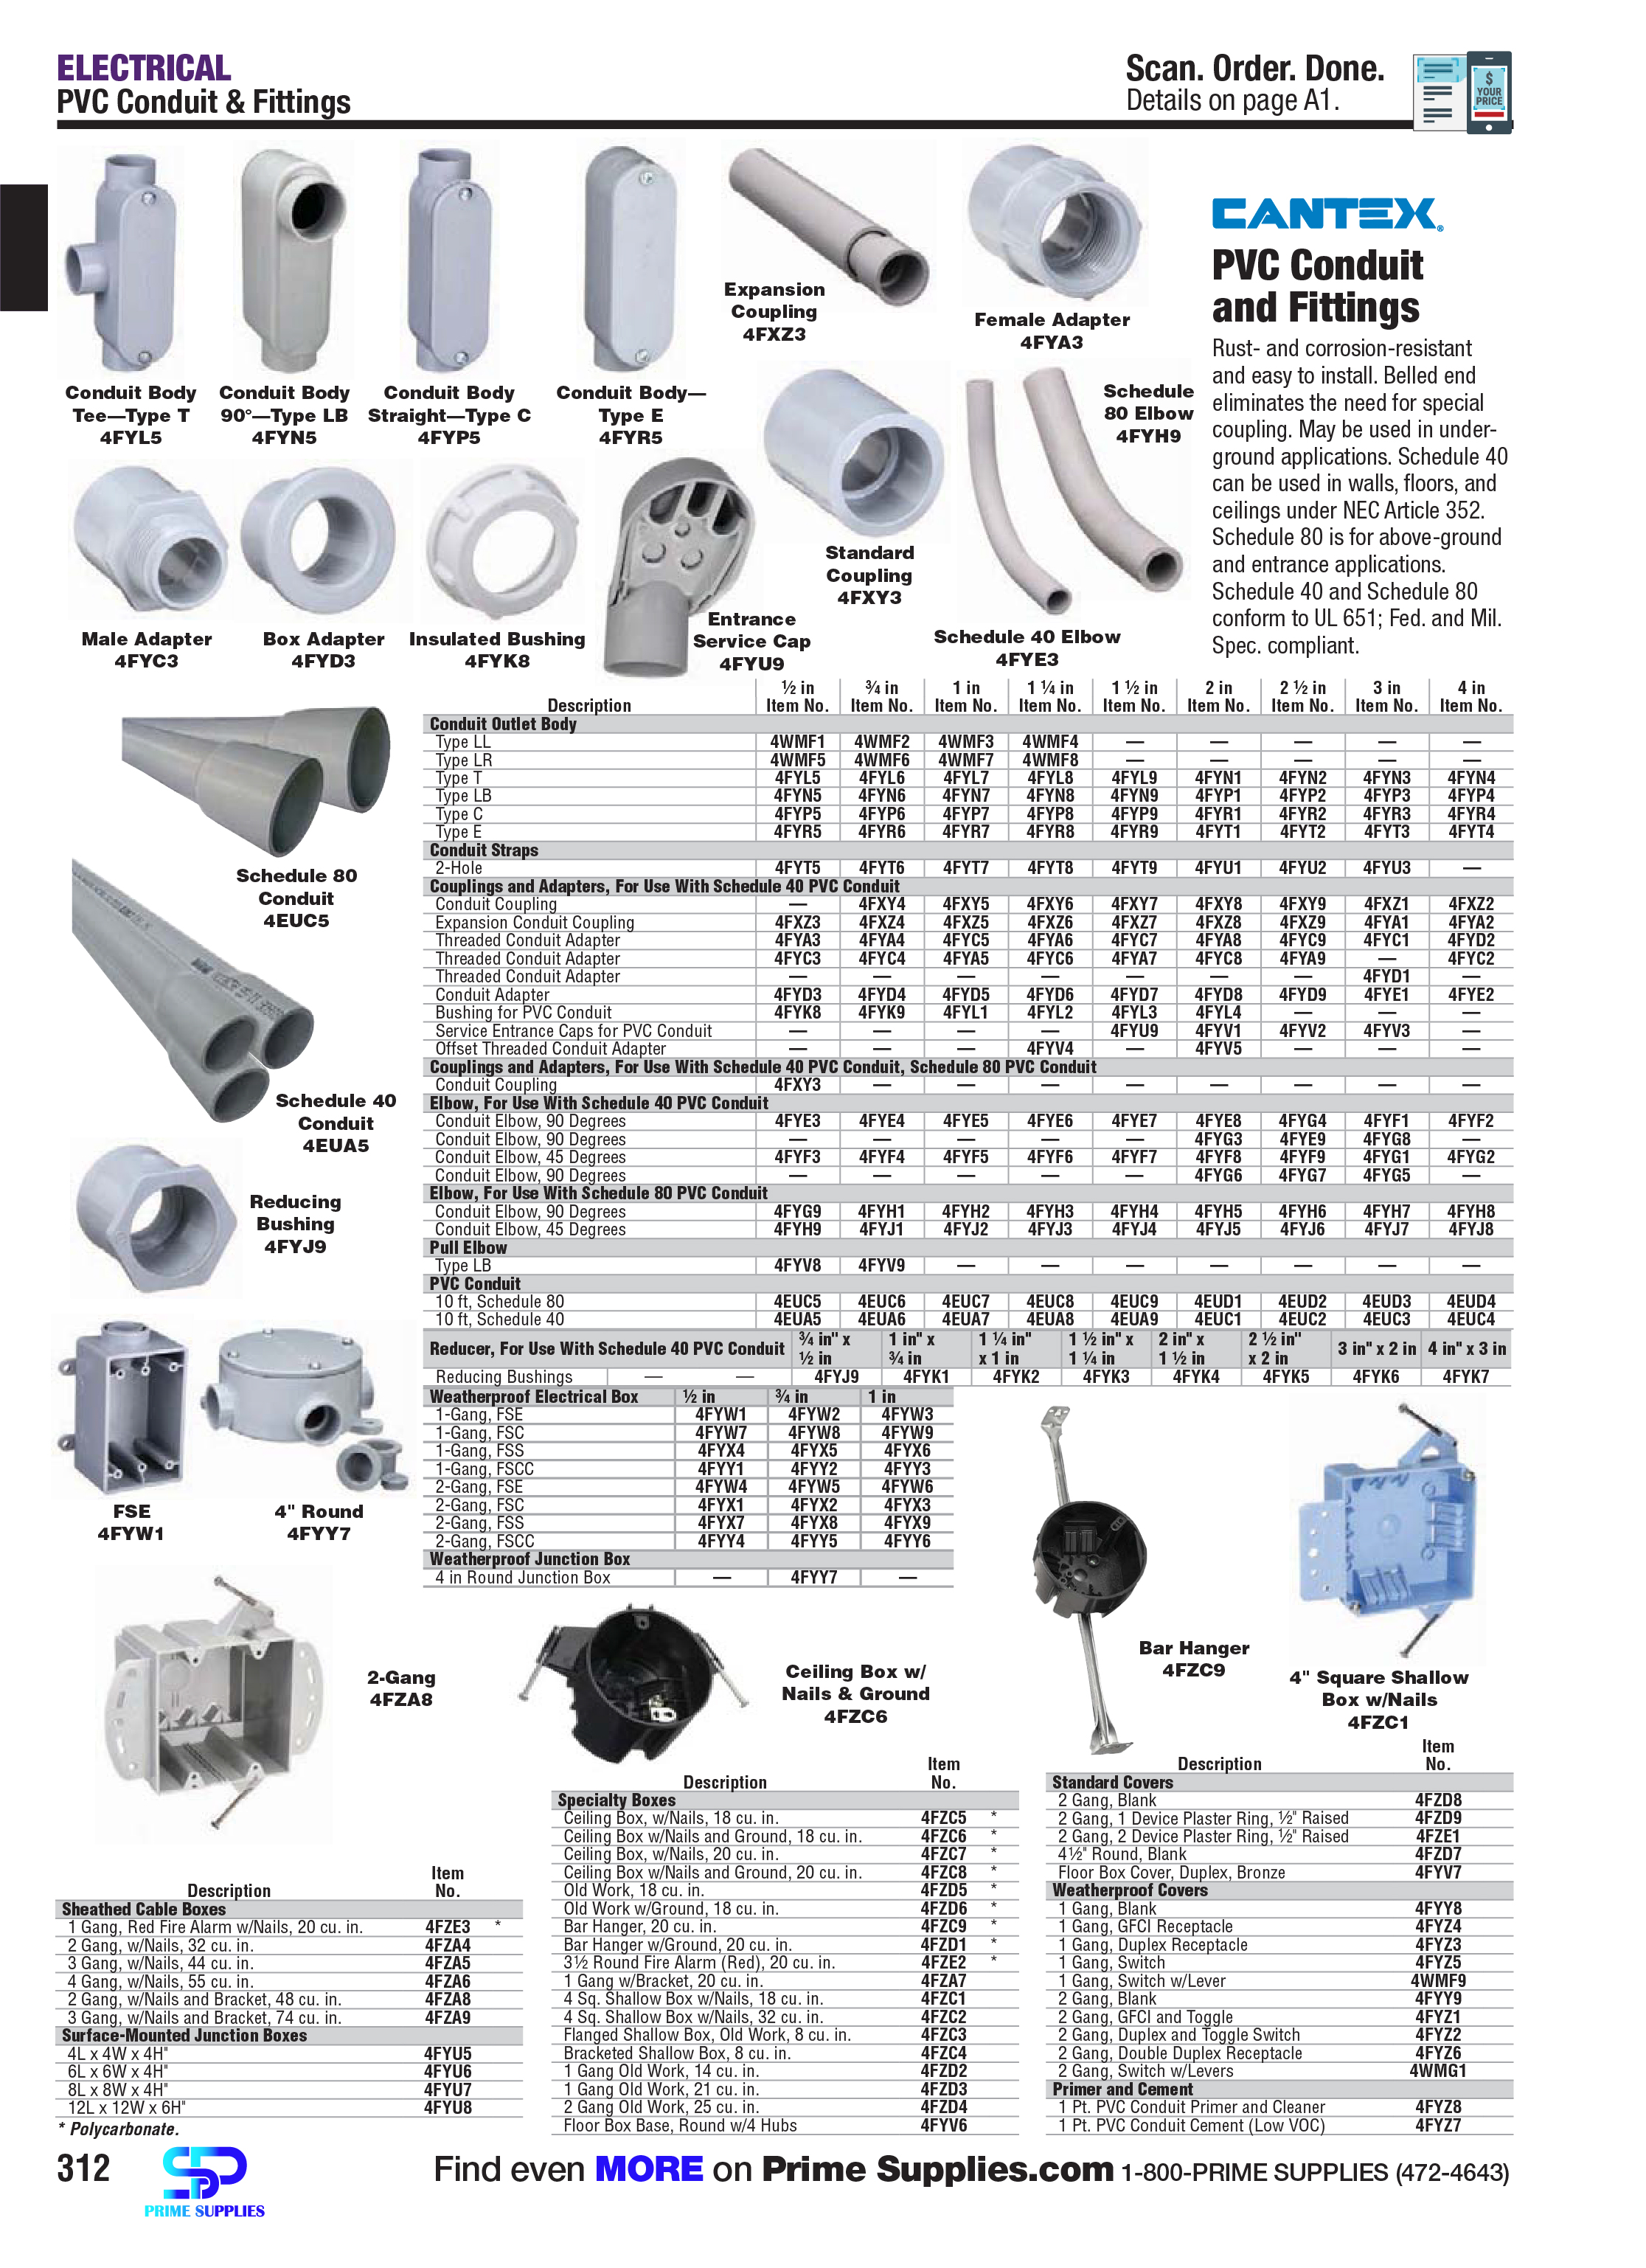 ELECTRICAL
PVC Conduit & Fittings
Scan. Order. Done.
Details on page A1.
$
YOUR
PRICE
Conduit Body
Tee—Type T
4FYL5
Conduit Body
90°—Type LB
4FYN5
Conduit Body
Straight—Type C
4FYP5
Conduit Body—
Type E
4FYR5
Expansion
Coupling
4FXZ3
Female Adapter
4FYA3
Male Adapter
4FYC3
Box Adapter
4FYD3
Insulated Bushing
4FYK8
Entrance
Service Cap
4FYU9
Standard
Coupling
4FXY3
Schedule
80 Elbow
4FYH9
Schedule 40 Elbow
4FYE3
CANTEX®
PVC Conduit
and Fittings
Rust- and corrosion-resistant
and easy to install. Belled end
eliminates the need for special
coupling. May be used in under-
ground applications. Schedule 40
can be used in walls, floors, and
ceilings under NEC Article 352.
Schedule 80 is for above-ground
and entrance applications.
Schedule 40 and Schedule 80
conform to UL 651; Fed. and Mil.
Spec. compliant.
Schedule 80
Conduit
4EUC5
Schedule 40
Conduit
4EUA5
Reducing
Bushing
4FYJ9
FSE
4FYW1
4" Round
4FYY7
½ in ¾ in 1 in 1 ¼ in 1 ½ in 2 in 2 ½ in 3 in 4 in
Description Item No. Item No. Item No. Item No. Item No. Item No. Item No. Item No. Item No.
Conduit Outlet Body
Type LL 4WMF1 4WMF2 4WMF3 4WMF4 — — — — —
Type LR 4WMF5 4WMF6 4WMF7 4WMF8 — — — — —
Type T 4FYL5 4FYL6 4FYL7 4FYL8 4FYL9 4FYN1 4FYN2 4FYN3 4FYN4
Type LB 4FYN5 4FYN6 4FYN7 4FYN8 4FYN9 4FYP1 4FYP2 4FYP3 4FYP4
Type C 4FYP5 4FYP6 4FYP7 4FYP8 4FYP9 4FYR1 4FYR2 4FYR3 4FYR4
Type E 4FYR5 4FYR6 4FYR7 4FYR8 4FYR9 4FYT1 4FYT2 4FYT3 4FYT4
Conduit Straps
2-Hole 4FYT5 4FYT6 4FYT7 4FYT8 4FYT9 4FYU1 4FYU2 4FYU3 —
Couplings and Adapters, For Use With Schedule 40 PVC Conduit
Conduit Coupling — 4FXY4 4FXY5 4FXY6 4FXY7 4FXY8 4FXY9 4FXZ1 4FXZ2
Expansion Conduit Coupling 4FXZ3 4FXZ4 4FXZ5 4FXZ6 4FXZ7 4FXZ8 4FXZ9 4FYA1 4FYA2
Threaded Conduit Adapter 4FYA3 4FYA4 4FYC5 4FYA6 4FYC7 4FYA8 4FYC9 4FYC1 4FYD2
Threaded Conduit Adapter 4FYC3 4FYC4 4FYA5 4FYC6 4FYA7 4FYC8 4FYA9 — 4FYC2
Threaded Conduit Adapter — — — — — — — 4FYD1 —
Conduit Adapter 4FYD3 4FYD4 4FYD5 4FYD6 4FYD7 4FYD8 4FYD9 4FYE1 4FYE2
Bushing for PVC Conduit 4FYK8 4FYK9 4FYL1 4FYL2 4FYL3 4FYL4 — — —
Service Entrance Caps for PVC Conduit — — — — 4FYU9 4FYV1 4FYV2 4FYV3 —
Offset Threaded Conduit Adapter — — — 4FYV4 — 4FYV5 — — —
Couplings and Adapters, For Use With Schedule 40 PVC Conduit, Schedule 80 PVC Conduit
Conduit Coupling 4FXY3 — — — — — — — —
Elbow, For Use With Schedule 40 PVC Conduit
Conduit Elbow, 90 Degrees 4FYE3 4FYE4 4FYE5 4FYE6 4FYE7 4FYE8 4FYG4 4FYF1 4FYF2
Conduit Elbow, 90 Degrees — — — — — 4FYG3 4FYE9 4FYG8 —
Conduit Elbow, 45 Degrees 4FYF3 4FYF4 4FYF5 4FYF6 4FYF7 4FYF8 4FYF9 4FYG1 4FYG2
Conduit Elbow, 90 Degrees — — — — — 4FYG6 4FYG7 4FYG5 —
Elbow, For Use With Schedule 80 PVC Conduit
Conduit Elbow, 90 Degrees 4FYG9 4FYH1 4FYH2 4FYH3 4FYH4 4FYH5 4FYH6 4FYH7 4FYH8
Conduit Elbow, 45 Degrees 4FYH9 4FYJ1 4FYJ2 4FYJ3 4FYJ4 4FYJ5 4FYJ6 4FYJ7 4FYJ8
Pull Elbow
Type LB 4FYV8 4FYV9 — — — — — — —
PVC Conduit
10 ft, Schedule 80 4EUC5 4EUC6 4EUC7 4EUC8 4EUC9 4EUD1 4EUD2 4EUD3 4EUD4
10 ft, Schedule 40 4EUA5 4EUA6 4EUA7 4EUA8 4EUA9 4EUC1 4EUC2 4EUC3 4EUC4
Reducer, For Use With Schedule 40 PVC Conduit ¾ in" x ½ in 1 in" x ¾ in 1 ¼ in" x 1 in 1 ½ in" x 1 ¼ in 2 in" x 1 ½ in 2 ½ in" x 2 in 3 in" x 2 in 4 in" x 3 in
Reducing Bushings — — 4FYJ9 4FYK1 4FYK2 4FYK3 4FYK4 4FYK5 4FYK6 4FYK7
Weatherproof Electrical Box ½ in ¾ in 1 in
1-Gang, FSE 4FYW1 4FYW2 4FYW3
1-Gang, FSC 4FYW7 4FYW8 4FYW9
1-Gang, FSS 4FYX4 4FYX5 4FYX6
1-Gang, FSCC 4FYY1 4FYY2 4FYY3
2-Gang, FSE 4FYW4 4FYW5 4FYW6
2-Gang, FSC 4FYX1 4FYX2 4FYX3
2-Gang, FSS 4FYX7 4FYX8 4FYX9
2-Gang, FSCC 4FYY4 4FYY5 4FYY6
Weatherproof Junction Box
4 in Round Junction Box — 4FYY7 —
2-Gang
4FZA8
Ceiling Box w/
Nails & Ground
4FZC6
Bar Hanger
4FZC9
4" Square Shallow
Box w/Nails
4FZC1
Item
Description No.
Sheathed Cable Boxes
1 Gang, Red Fire Alarm w/Nails, 20 cu. in. 4FZE3 *
2 Gang, w/Nails, 32 cu. in. 4FZA4
3 Gang, w/Nails, 44 cu. in. 4FZA5
4 Gang, w/Nails, 55 cu. in. 4FZA6
2 Gang, w/Nails and Bracket, 48 cu. in. 4FZA8
3 Gang, w/Nails and Bracket, 74 cu. in. 4FZA9
Surface-Mounted Junction Boxes
4L x 4W x 4H" 4FYU5
6L x 6W x 4H" 4FYU6
8L x 8W x 4H" 4FYU7
12L x 12W x 6H" 4FYU8
* Polycarbonate.
Item
Description No.
Specialty Boxes
Ceiling Box, w/Nails, 18 cu. in. 4FZC5 *
Ceiling Box w/Nails and Ground, 18 cu. in. 4FZC6 *
Ceiling Box, w/Nails, 20 cu. in. 4FZC7 *
Ceiling Box w/Nails and Ground, 20 cu. in. 4FZC8 *
Old Work, 18 cu. in. 4FZD5 *
Old Work w/Ground, 18 cu. in. 4FZD6 *
Bar Hanger, 20 cu. in. 4FZC9 *
Bar Hanger w/Ground, 20 cu. in. 4FZD1 *
3½ Round Fire Alarm (Red), 20 cu. in. 4FZE2 *
1 Gang w/Bracket, 20 cu. in. 4FZA7
4 Sq. Shallow Box w/Nails, 18 cu. in. 4FZC1
4 Sq. Shallow Box w/Nails, 32 cu. in. 4FZC2
Flanged Shallow Box, Old Work, 8 cu. in. 4FZC3
Bracketed Shallow Box, 8 cu. in. 4FZC4
1 Gang Old Work, 14 cu. in. 4FZD2
1 Gang Old Work, 21 cu. in. 4FZD3
2 Gang Old Work, 25 cu. in. 4FZD4
Floor Box Base, Round w/4 Hubs 4FYV6
Item
Description No.
Standard Covers
2 Gang, Blank 4FZD8
2 Gang, 1 Device Plaster Ring, ½" Raised 4FZD9
2 Gang, 2 Device Plaster Ring, ½" Raised 4FZE1
4½" Round, Blank 4FZD7
Floor Box Cover, Duplex, Bronze 4FYV7
Weatherproof Covers
1 Gang, Blank 4FYY8
1 Gang, GFCI Receptacle 4FYZ4
1 Gang, Duplex Receptacle 4FYZ3
1 Gang, Switch 4FYZ5
1 Gang, Switch w/Lever 4WMF9
2 Gang, Blank 4FYY9
2 Gang, GFCI and Toggle 4FYZ1
2 Gang, Duplex and Toggle Switch 4FYZ2
2 Gang, Double Duplex Receptacle 4FYZ6
2 Gang, Switch w/Levers 4WMG1
Primer and Cement
1 Pt. PVC Conduit Primer and Cleaner 4FYZ8
1 Pt. PVC Conduit Cement (Low VOC) 4FYZ7
312
PRIME SUPPLIES
Find even MORE on Prime Supplies.com 1-800-PRIME SUPPLIES (472-4643)